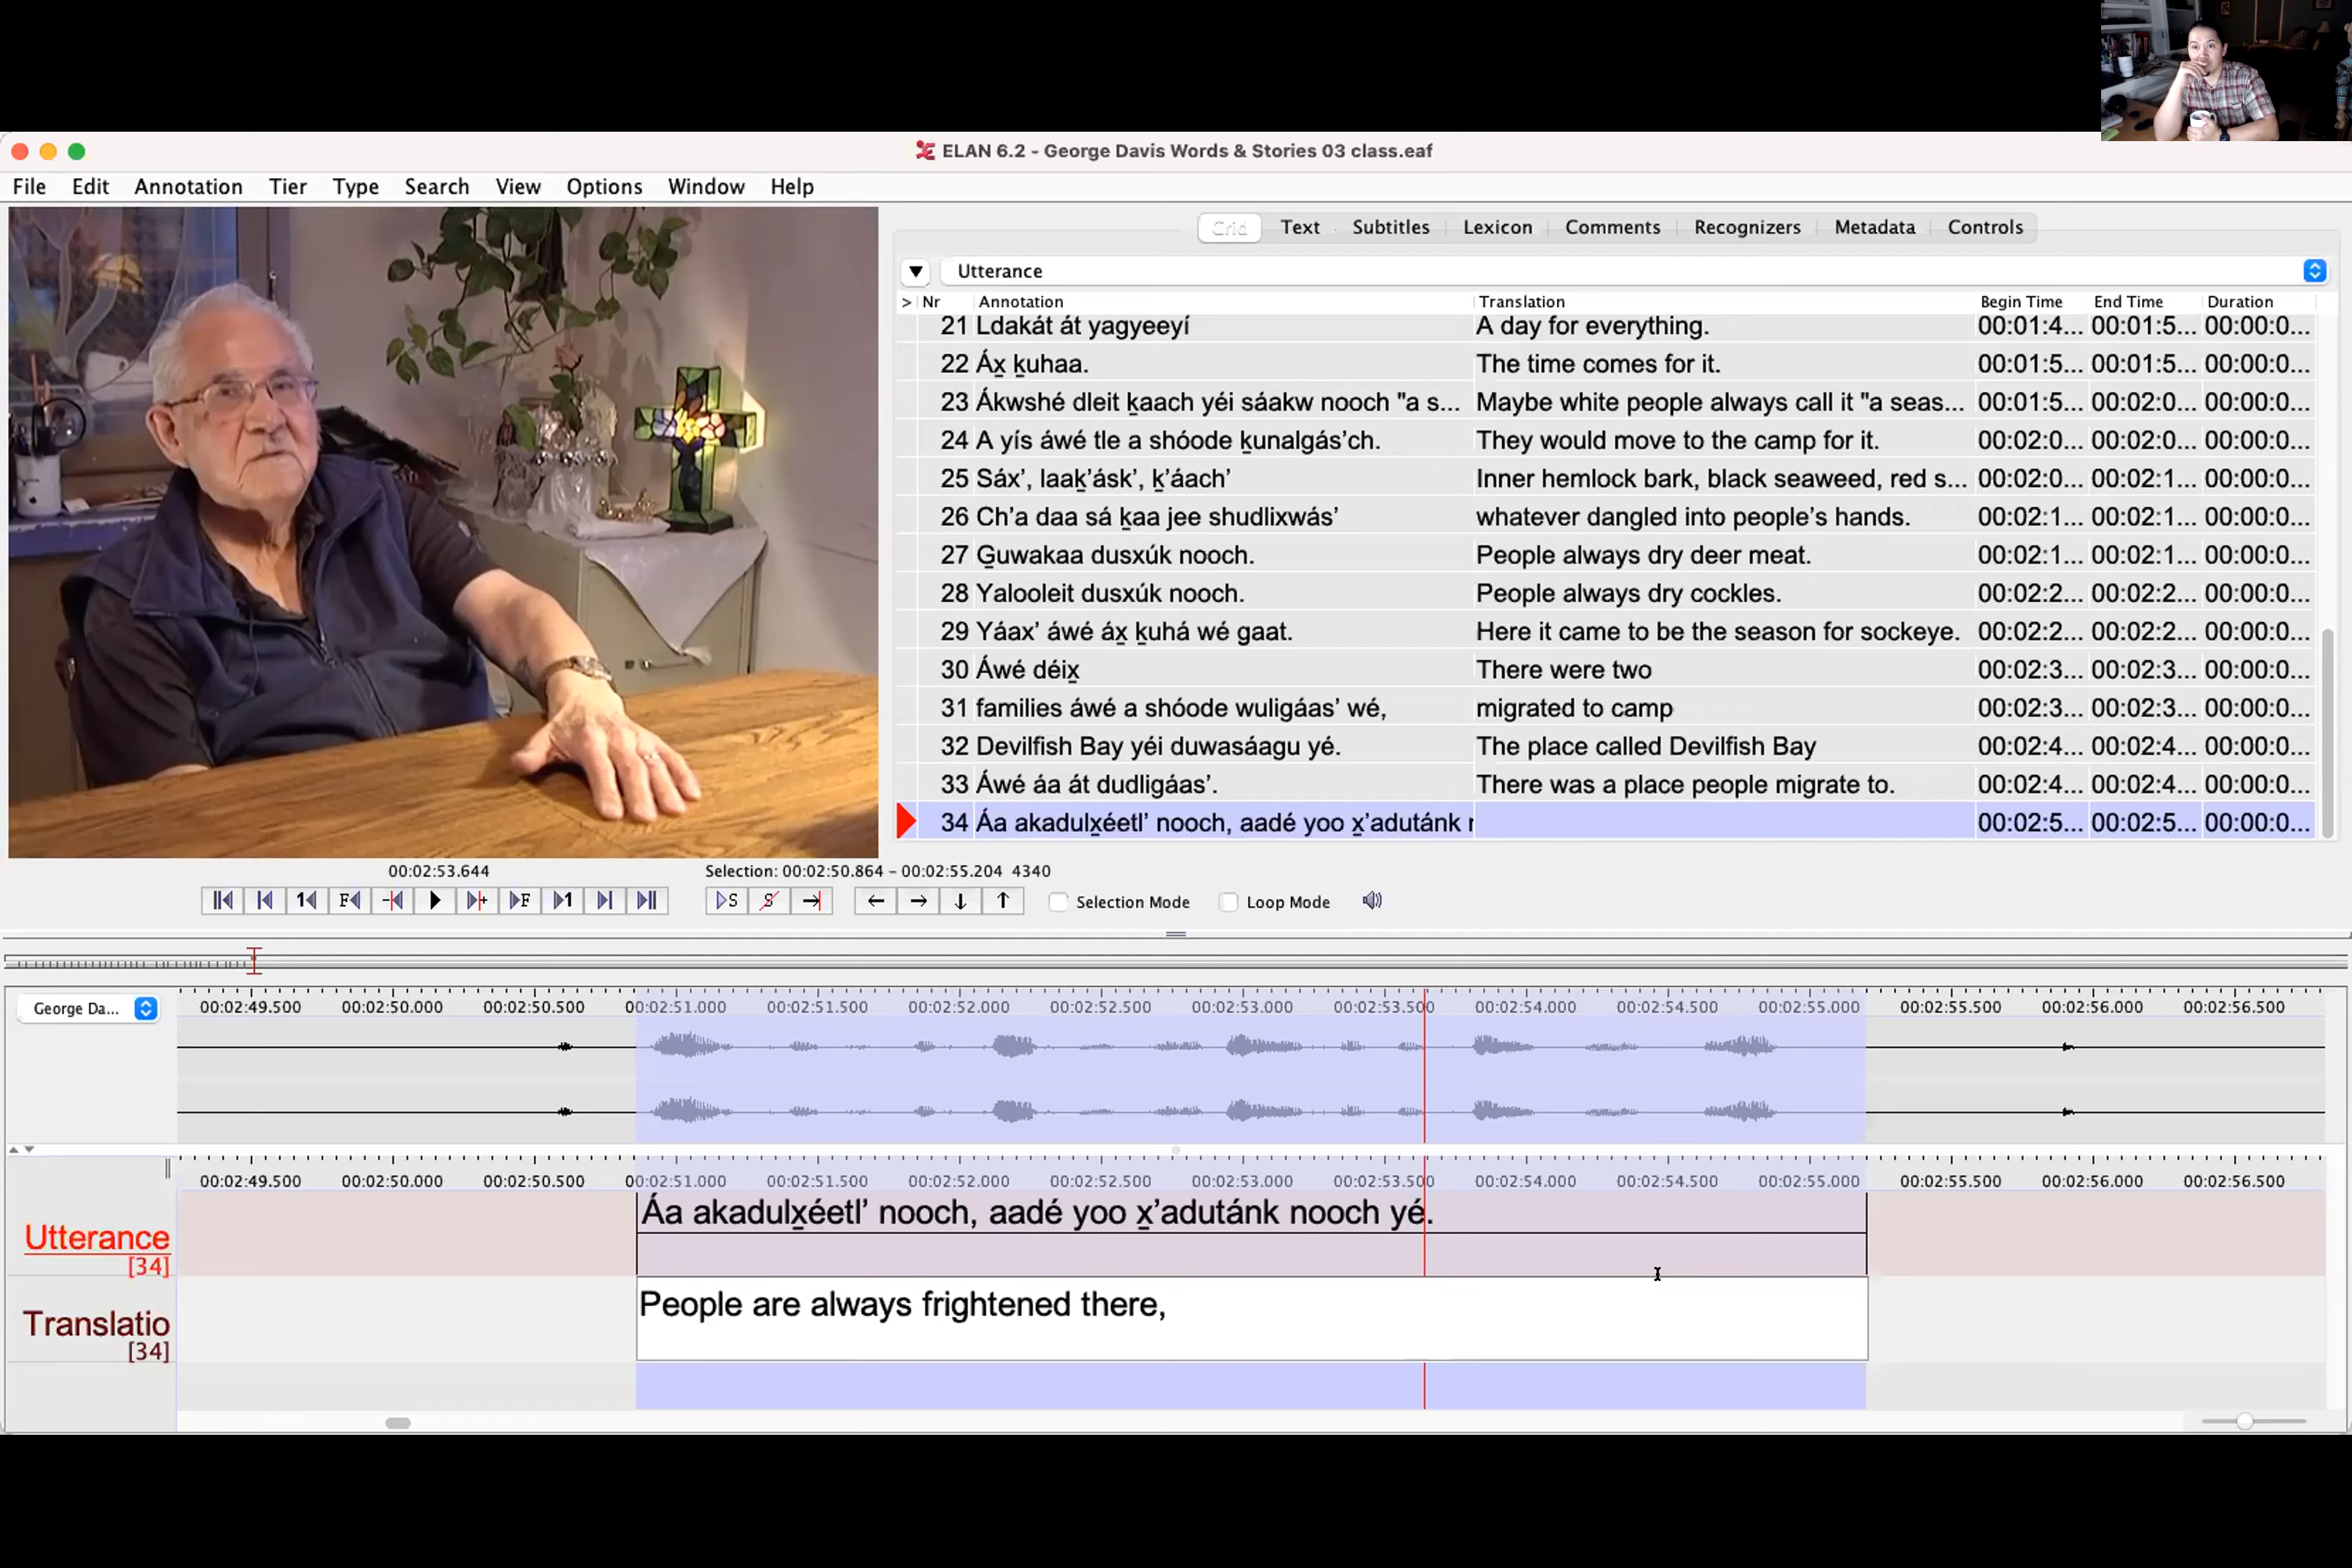 ELAN 6.2 - George Davis Words & Stories 03 class.eaf
File Edit Annotation Tier Type Search View Options Window Help
Grid Text Subtitles Lexicon Comments Recognizers Metadata Controls
Utterance
> Nr Annotation Translation Begin Time End Time Duration
21 Ldakát át yagyeeyí A day for everything. 00:01:4... 00:01:5... 00:00:0...
22 Áx̱ ḵuhaa. The time comes for it. 00:01:5... 00:01:5... 00:00:0...
23 Ákwshé dleit ḵaach yéi sáakw nooch "a s... Maybe white people always call it "a seas... 00:01:5... 00:02:0... 00:00:0...
24 A yís áwé tle a shóode ḵunalgás’ch. They would move to the camp for it. 00:02:0... 00:02:0... 00:00:0...
25 Sáx’, laaḵ’ásk’, ḵ’áach’ Inner hemlock bark, black seaweed, red s... 00:02:0... 00:02:1... 00:00:0...
26 Ch’a daa sá ḵaa jee shudlixwás’ whatever dangled into people’s hands. 00:02:1... 00:02:1... 00:00:0...
27 G̱uwakaa dusxúk nooch. People always dry deer meat. 00:02:1... 00:02:1... 00:00:0...
28 Yalooleit dusxúk nooch. People always dry cockles. 00:02:2... 00:02:2... 00:00:0...
29 Yáax’ áwé áx̱ ḵuhá wé gaat. Here it came to be the season for sockeye. 00:02:2... 00:02:2... 00:00:0...
30 Áwé déix̱ There were two 00:02:3... 00:02:3... 00:00:0...
31 families áwé a shóode wuligáas’ wé, migrated to camp 00:02:3... 00:02:3... 00:00:0...
32 Devilfish Bay yéi duwasáagu yé. The place called Devilfish Bay 00:02:4... 00:02:4... 00:00:0...
33 Áwé áa át dudligáas’. There was a place people migrate to. 00:02:4... 00:02:4... 00:00:0...
34 Áa akadulx̱éetl’ nooch, aadé yoo x̱’adutánk 00:02:5... 00:02:5... 00:00:0...
00:02:53.644 Selection: 00:02:50.864 – 00:02:55.204 4340
Selection Mode Loop Mode
George Da... 00:02:49.500 00:02:50.000 00:02:50.500 00:02:51.000 00:02:51.500 00:02:52.000 00:02:52.500 00:02:53.000 00:02:53.500 00:02:54.000 00:02:54.500 00:02:55.000 00:02:55.500 00:02:56.000 00:02:56.500
00:02:49.500 00:02:50.000 00:02:50.500 00:02:51.000 00:02:51.500 00:02:52.000 00:02:52.500 00:02:53.000 00:02:53.500 00:02:54.000 00:02:54.500 00:02:55.000 00:02:55.500 00:02:56.000 00:02:56.500
Utterance Áa akadulx̱éetl’ nooch, aadé yoo x̱’adutánk nooch yé.
[34]
Translatio People are always frightened there,
[34]